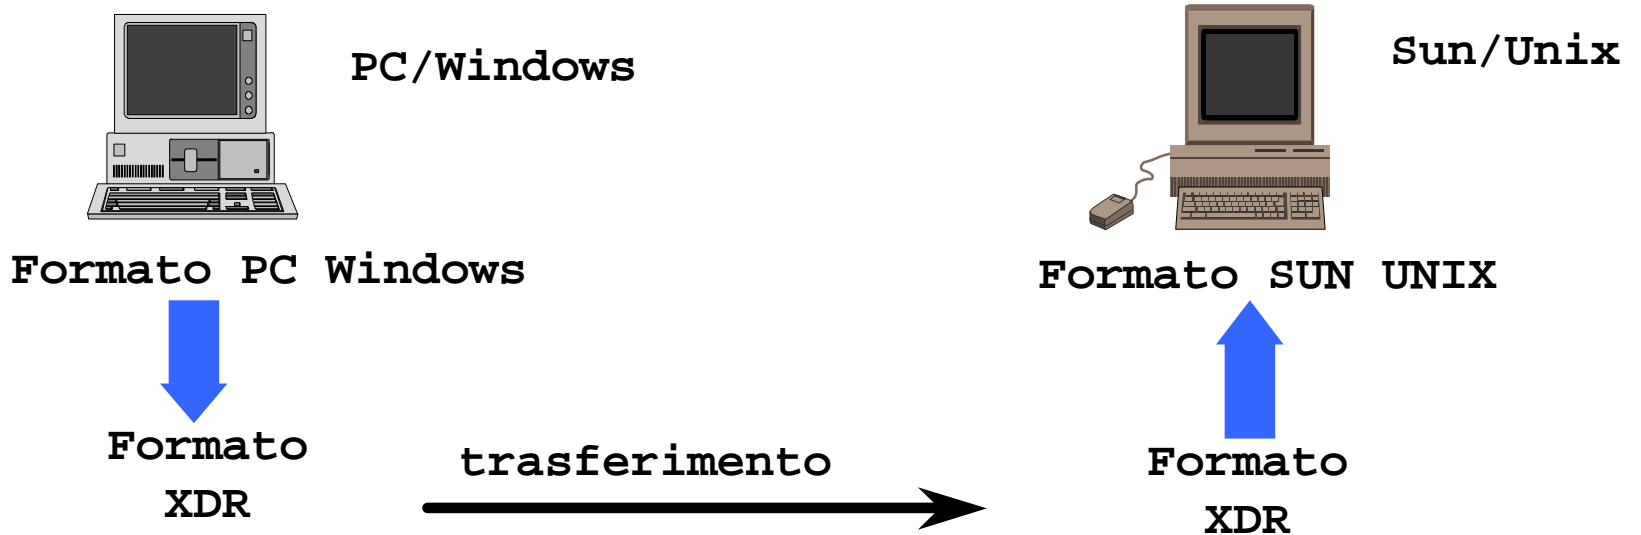 PC/Windows
Sun/Unix
Formato PC Windows
Formato SUN UNIX
Formato
XDR
trasferimento
Formato
XDR